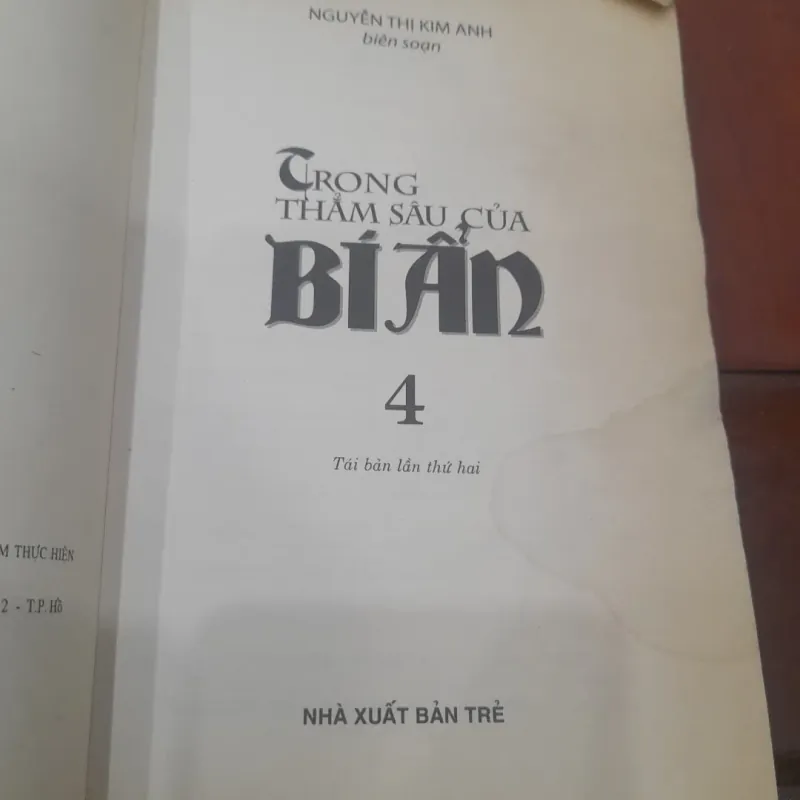 NGUYỄN THỊ KIM ANH
biên soạn
TRONG
THẲM SÂU CỦA
BÍ ẨN
4
Tái bản lần thứ hai
M THỰC HIỆN
2 - T.P. Hồ
NHÀ XUẤT BẢN TRẺ